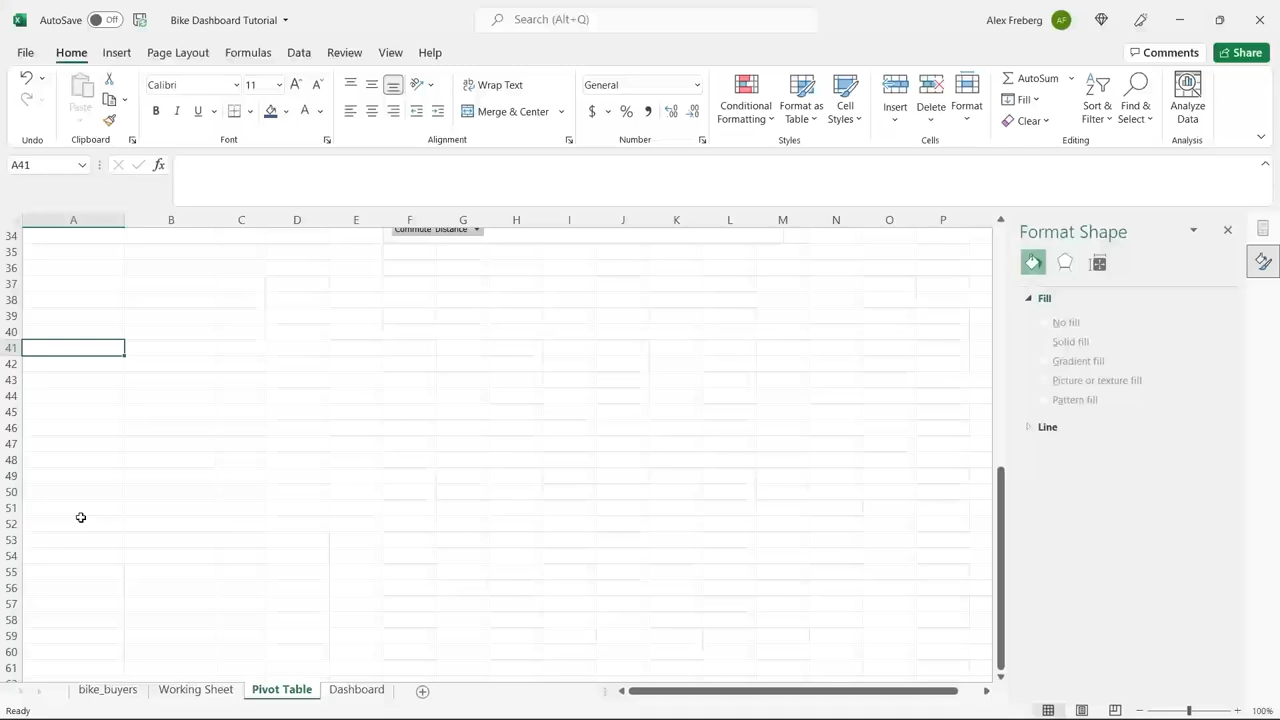 AutoSave Off Bike Dashboard Tutorial Search (Alt+Q) Alex Freberg AF
File Home Insert Page Layout Formulas Data Review View Help Comments Share
Calibri 11 Wrap Text General AutoSum
Paste Conditional Formatting Format as Table Cell Styles Insert Delete Format Fill Sort & Filter Find & Select Analyze Data
Merge & Center Clear
Undo Clipboard Font Alignment Number Styles Cells Editing Analysis
A41 fx
A B C D E F G H I J K L M N O P
Format Shape
34 Commute Distance
35
36
37
38
39
40
41
42
43
44
45
46
47
48
49
50
51
52
53
54
55
56
57
58
59
60
61
Fill
No fill
Solid fill
Gradient fill
Picture or texture fill
Pattern fill
Line
bike_buyers Working Sheet Pivot Table Dashboard
Ready 100%